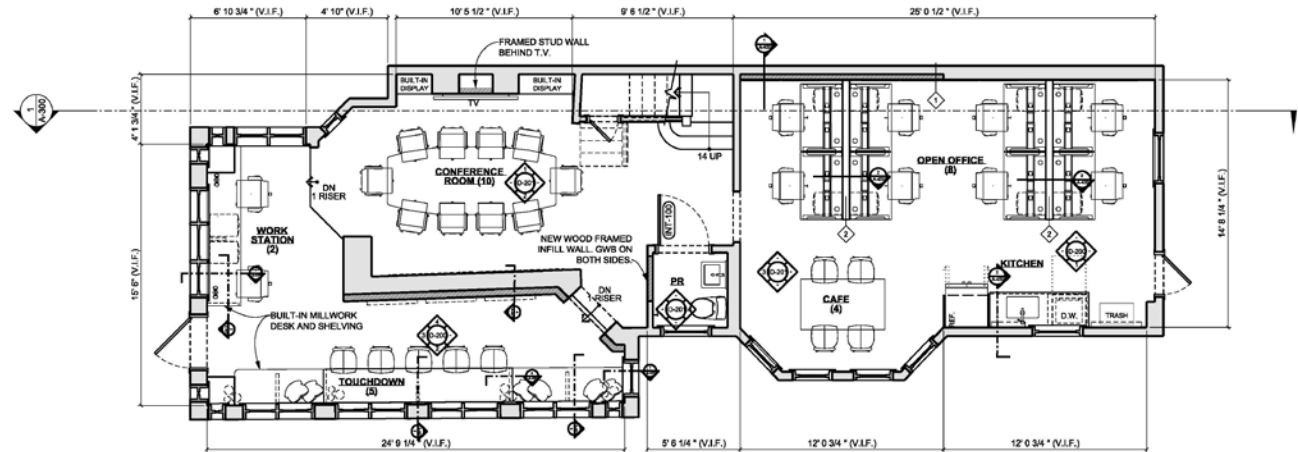 6' 10 3/4 " (V.I.F.)
4' 10" (V.I.F.)
10' 5 1/2" (V.I.F.)
9' 6 1/2" (V.I.F.)
25' 0 1/2" (V.I.F.)
FRAMED STUD WALL
BEHIND T.V.
BUILT-IN
DISPLAY
BUILT-IN
DISPLAY
TV
1
A-300
4' 1 3/4" (V.I.F.)
15' 6" (V.I.F.)
14' 8 1/4" (V.I.F.)
14 UP
1
OPEN OFFICE
(8)
CONFERENCE
ROOM (10)
DN
1 RISER
WORK
STATION
(2)
INT-100
2
2
NEW WOOD FRAMED
INFILL WALL. GWB ON
BOTH SIDES.
PR
KITCHEN
CAFE
(4)
DN
1 RISER
REF.
D.W.
TRASH
BUILT-IN MILLWORK
DESK AND SHELVING
TOUCHDOWN
(5)
24' 9 1/4 " (V.I.F.)
5' 6 1/4" (V.I.F.)
12' 0 3/4" (V.I.F.)
12' 0 3/4" (V.I.F.)